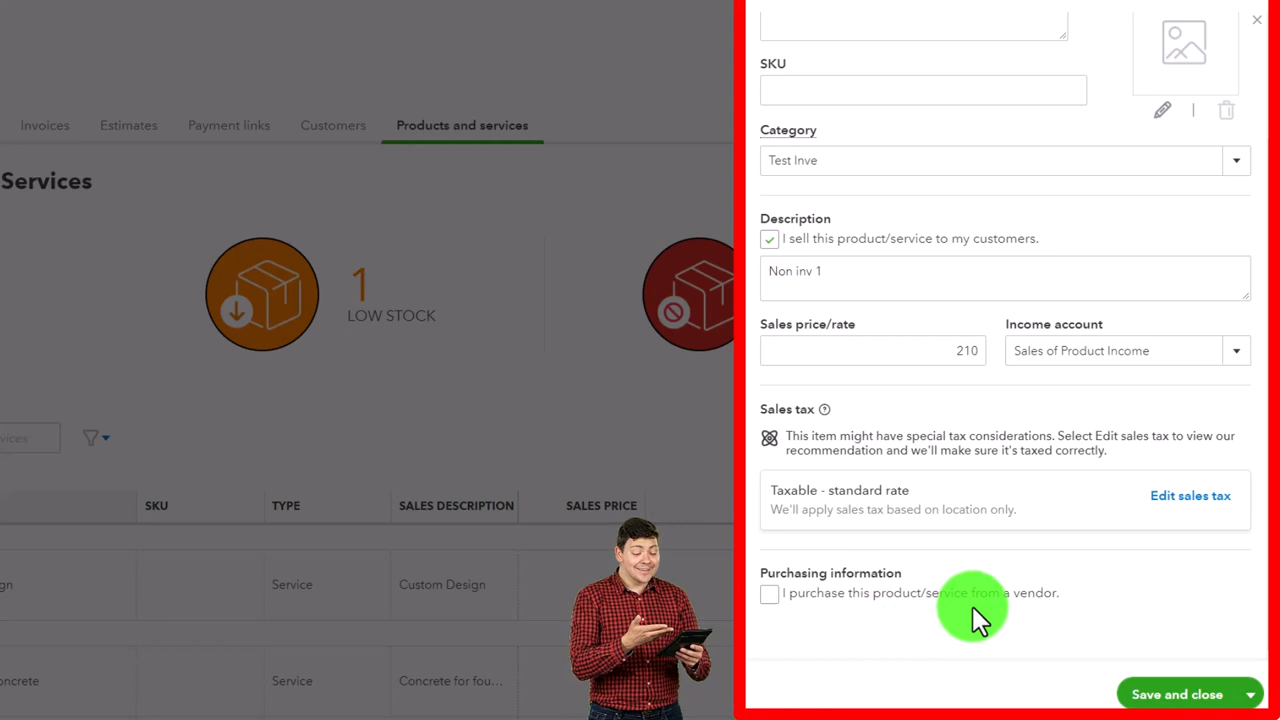 Invoices
Estimates
Payment links
Customers
Products and services
Services
1
LOW STOCK
vices
SKU
TYPE
SALES DESCRIPTION
SALES PRICE
gn
Service
Custom Design
oncrete
Service
Concrete for fou…
SKU
Category
Test Inve
Description
I sell this product/service to my customers.
Non inv 1
Sales price/rate
Income account
210
Sales of Product Income
Sales tax
This item might have special tax considerations. Select Edit sales tax to view our
recommendation and we'll make sure it's taxed correctly.
Taxable - standard rate
Edit sales tax
We'll apply sales tax based on location only.
Purchasing information
I purchase this product/service from a vendor.
Save and close